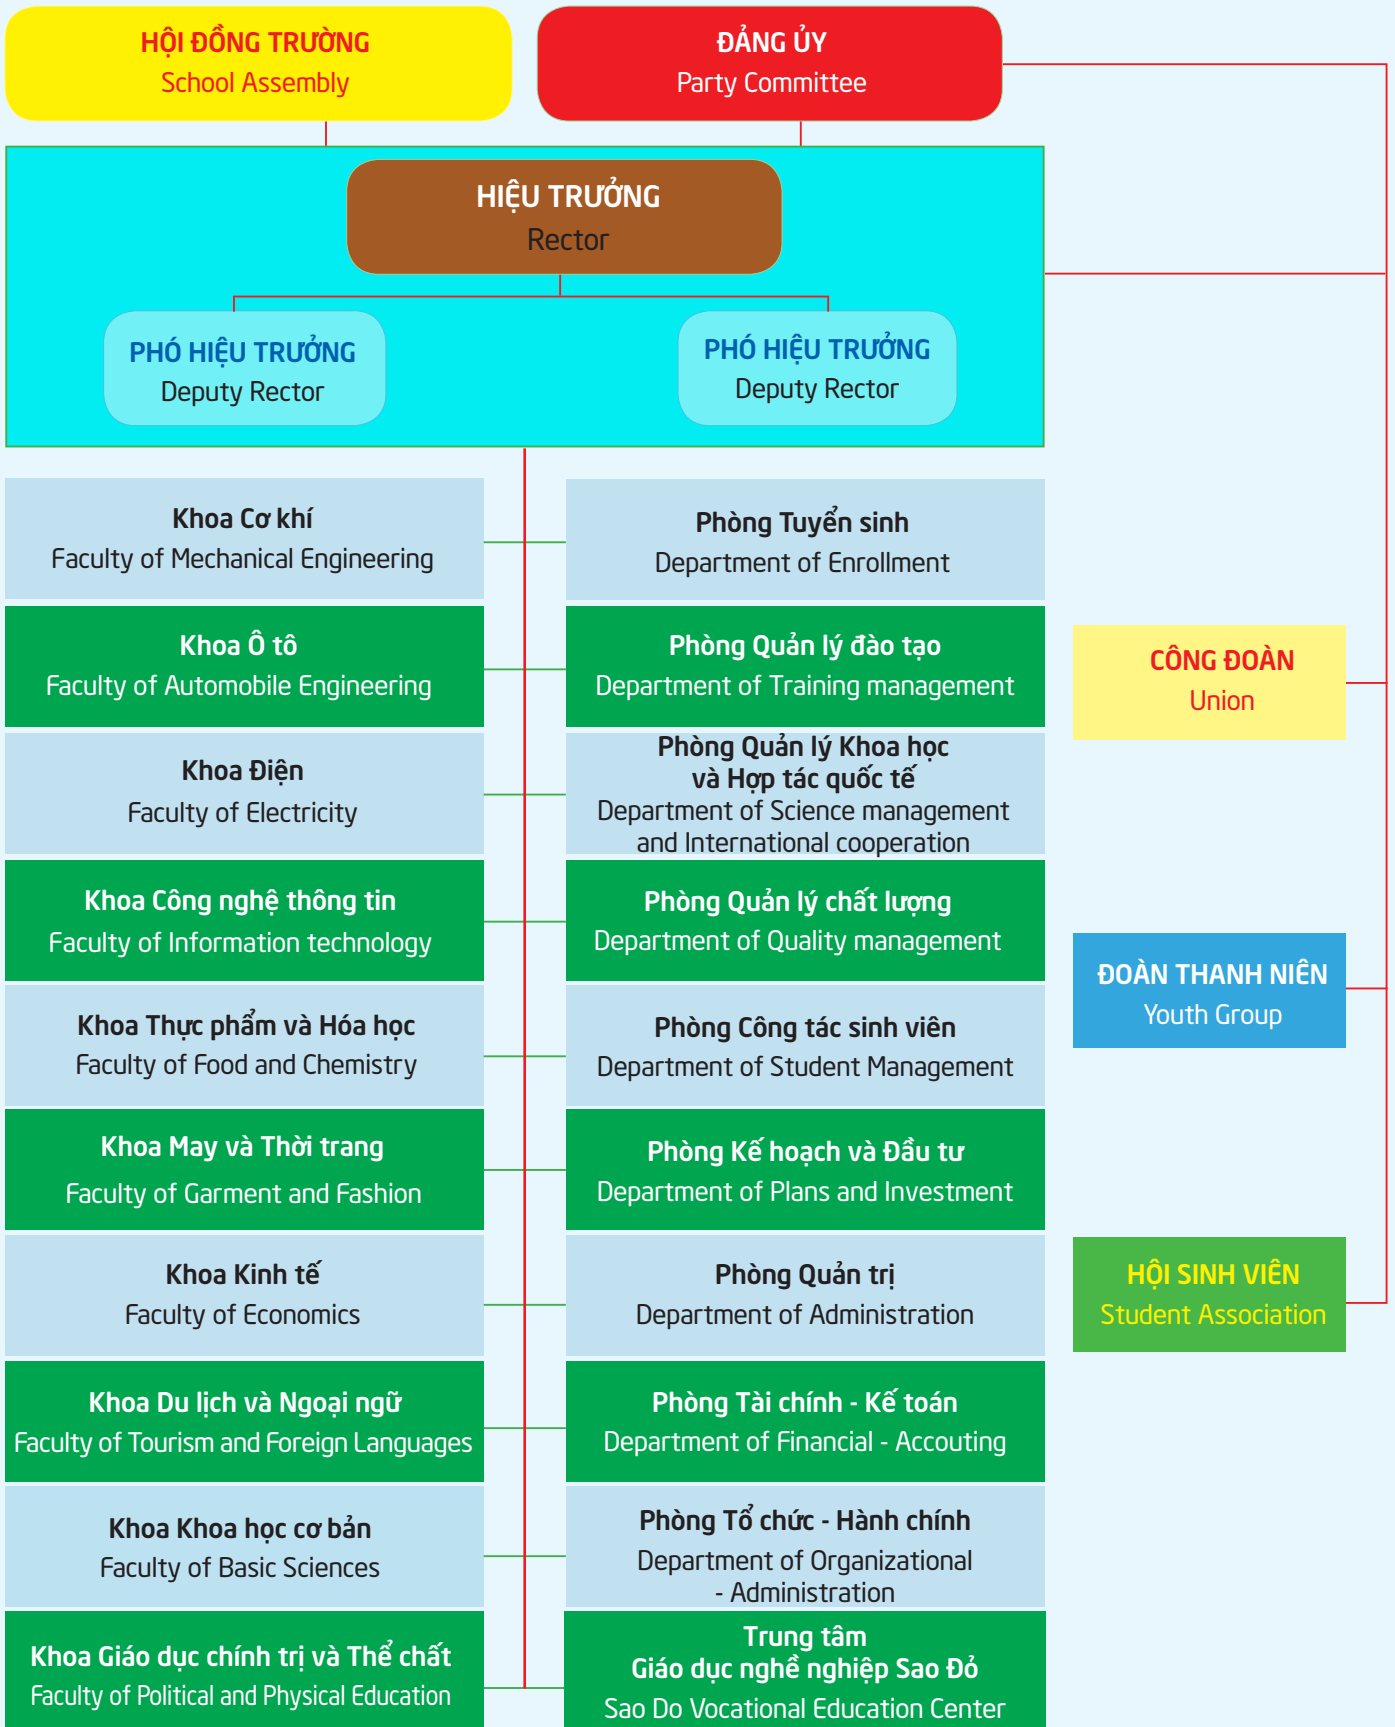 HỘI ĐỒNG TRƯỜNG
School Assembly
ĐẢNG ỦY
Party Committee
HIỆU TRƯỞNG
Rector
PHÓ HIỆU TRƯỞNG
Deputy Rector
PHÓ HIỆU TRƯỞNG
Deputy Rector
Khoa Cơ khí
Faculty of Mechanical Engineering
Phòng Tuyển sinh
Department of Enrollment
Khoa Ô tô
Faculty of Automobile Engineering
Phòng Quản lý đào tạo
Department of Training management
Khoa Điện
Faculty of Electricity
Phòng Quản lý Khoa học
và Hợp tác quốc tế
Department of Science management
and International cooperation
Khoa Công nghệ thông tin
Faculty of Information technology
Phòng Quản lý chất lượng
Department of Quality management
Khoa Thực phẩm và Hóa học
Faculty of Food and Chemistry
Phòng Công tác sinh viên
Department of Student Management
Khoa May và Thời trang
Faculty of Garment and Fashion
Phòng Kế hoạch và Đầu tư
Department of Plans and Investment
Khoa Kinh tế
Faculty of Economics
Phòng Quản trị
Department of Administration
Khoa Du lịch và Ngoại ngữ
Faculty of Tourism and Foreign Languages
Phòng Tài chính - Kế toán
Department of Financial - Accouting
Khoa Khoa học cơ bản
Faculty of Basic Sciences
Phòng Tổ chức - Hành chính
Department of Organizational
- Administration
Khoa Giáo dục chính trị và Thể chất
Faculty of Political and Physical Education
Trung tâm
Giáo dục nghề nghiệp Sao Đỏ
Sao Do Vocational Education Center
CÔNG ĐOÀN
Union
ĐOÀN THANH NIÊN
Youth Group
HỘI SINH VIÊN
Student Association